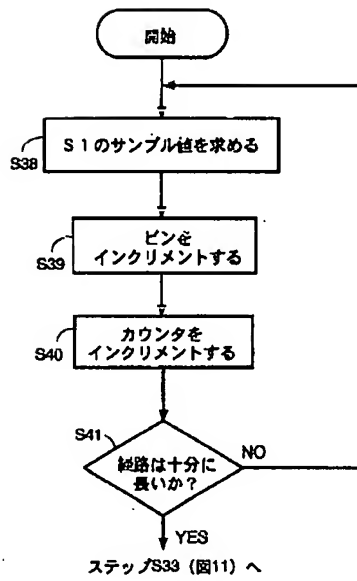 開始
S1のサンプル値を求める
S38
ビンを
インクリメントする
S39
カウンタを
インクリメントする
S40
S41
経路は十分に
長いか？
NO
YES
ステップS33（図11）へ